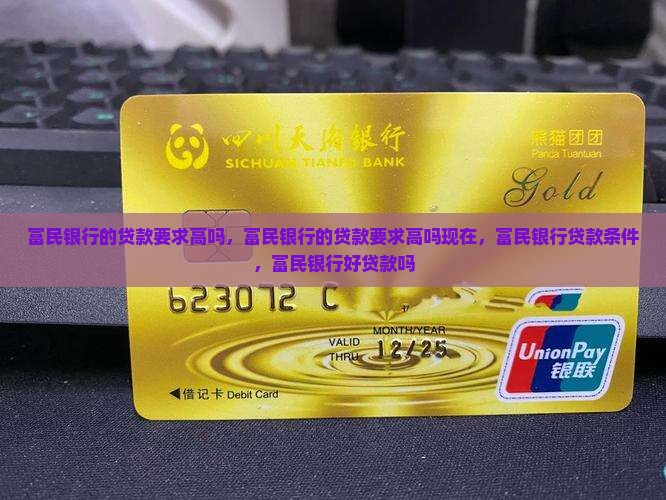 四川天府銀行
SICHUAN TIANFU BANK
熊猫团团
Panda Tuantuan
Gold
富民银行的贷款要求高吗，富民银行的贷款要求高吗现在，富民银行贷款条件
，富民银行好贷款吗
623072 C
MONTH/YEAR
VALID
THRU
12/25
UnionPay
银联
◀借记卡 Debit Card